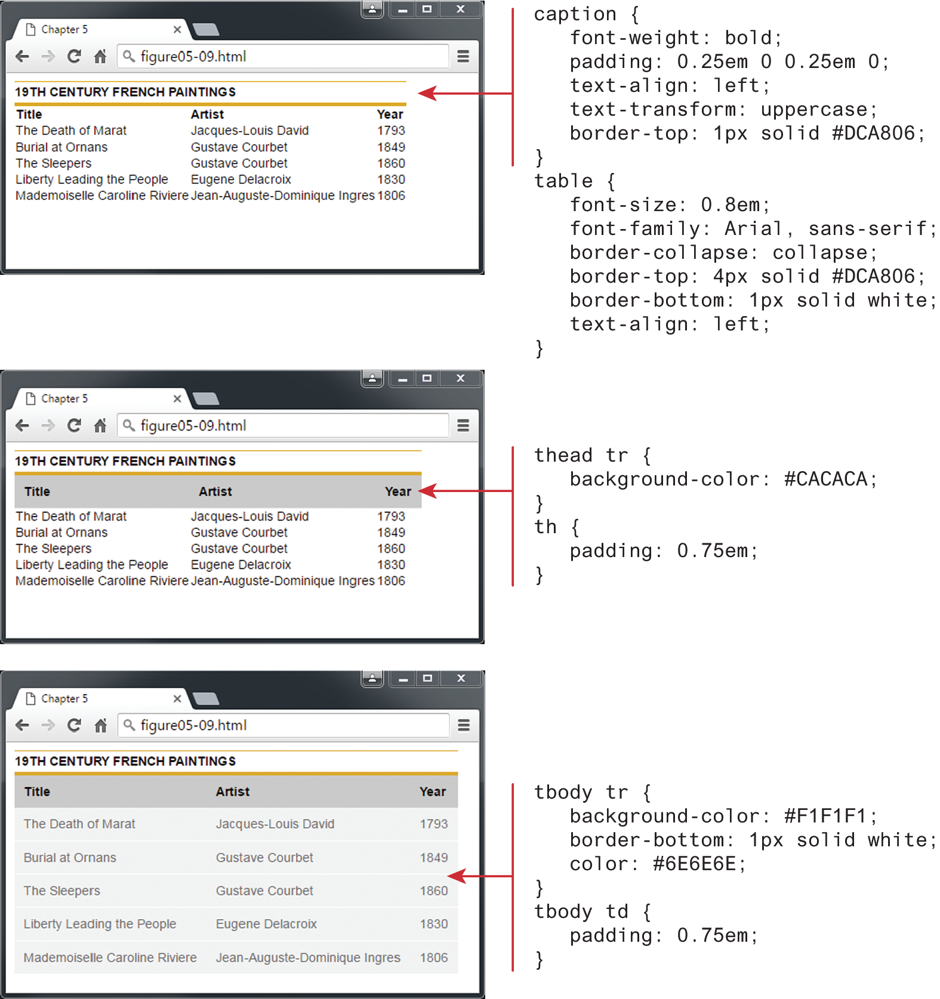 Chapter 5
figure05-09.html
19TH CENTURY FRENCH PAINTINGS
Title Artist Year
The Death of Marat Jacques-Louis David 1793
Burial at Ornans Gustave Courbet 1849
The Sleepers Gustave Courbet 1860
Liberty Leading the People Eugene Delacroix 1830
Mademoiselle Caroline Riviere Jean-Auguste-Dominique Ingres 1806
caption {
font-weight: bold;
padding: 0.25em 0 0.25em 0;
text-align: left;
text-transform: uppercase;
border-top: 1px solid #DCA806;
}
table {
font-size: 0.8em;
font-family: Arial, sans-serif;
border-collapse: collapse;
border-top: 4px solid #DCA806;
border-bottom: 1px solid white;
text-align: left;
}
Chapter 5
figure05-09.html
19TH CENTURY FRENCH PAINTINGS
Title Artist Year
The Death of Marat Jacques-Louis David 1793
Burial at Ornans Gustave Courbet 1849
The Sleepers Gustave Courbet 1860
Liberty Leading the People Eugene Delacroix 1830
Mademoiselle Caroline Riviere Jean-Auguste-Dominique Ingres 1806
thead tr {
background-color: #CACACA;
}
th {
padding: 0.75em;
}
Chapter 5
figure05-09.html
19TH CENTURY FRENCH PAINTINGS
Title Artist Year
The Death of Marat Jacques-Louis David 1793
Burial at Ornans Gustave Courbet 1849
The Sleepers Gustave Courbet 1860
Liberty Leading the People Eugene Delacroix 1830
Mademoiselle Caroline Riviere Jean-Auguste-Dominique Ingres 1806
tbody tr {
background-color: #F1F1F1;
border-bottom: 1px solid white;
color: #6E6E6E;
}
tbody td {
padding: 0.75em;
}